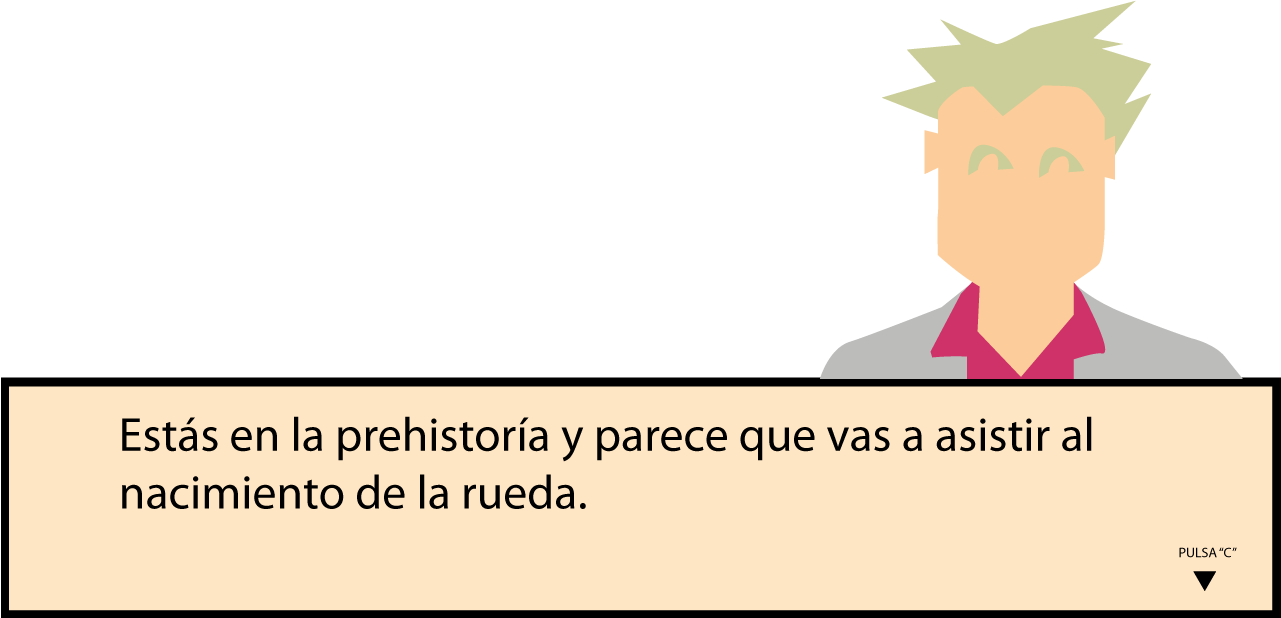 Estás en la prehistoría y parece que vas a asistir al
nacimiento de la rueda.
PULSA “C”